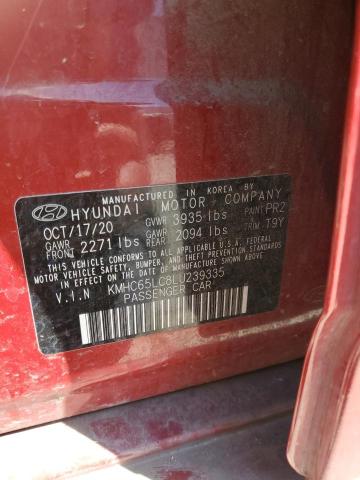 MANUFACTURED IN KOREA BY
HYUNDAI MOTOR COMPANY
OCT/17/20 GVWR 3935 lbs PAINT PR2
GAWR FRONT 2271 lbs GAWR REAR 2094 lbs TRIM T9Y
THIS VEHICLE CONFORMS TO ALL APPLICABLE U.S.A. FEDERAL
MOTOR VEHICLE SAFETY, BUMPER, AND THEFT
PREVENTION STANDARDS IN EFFECT ON THE DATE OF
MANUFACTURE SHOWN ABOVE.
V.I.N KMHC65LC8LU239335
PASSENGER CAR